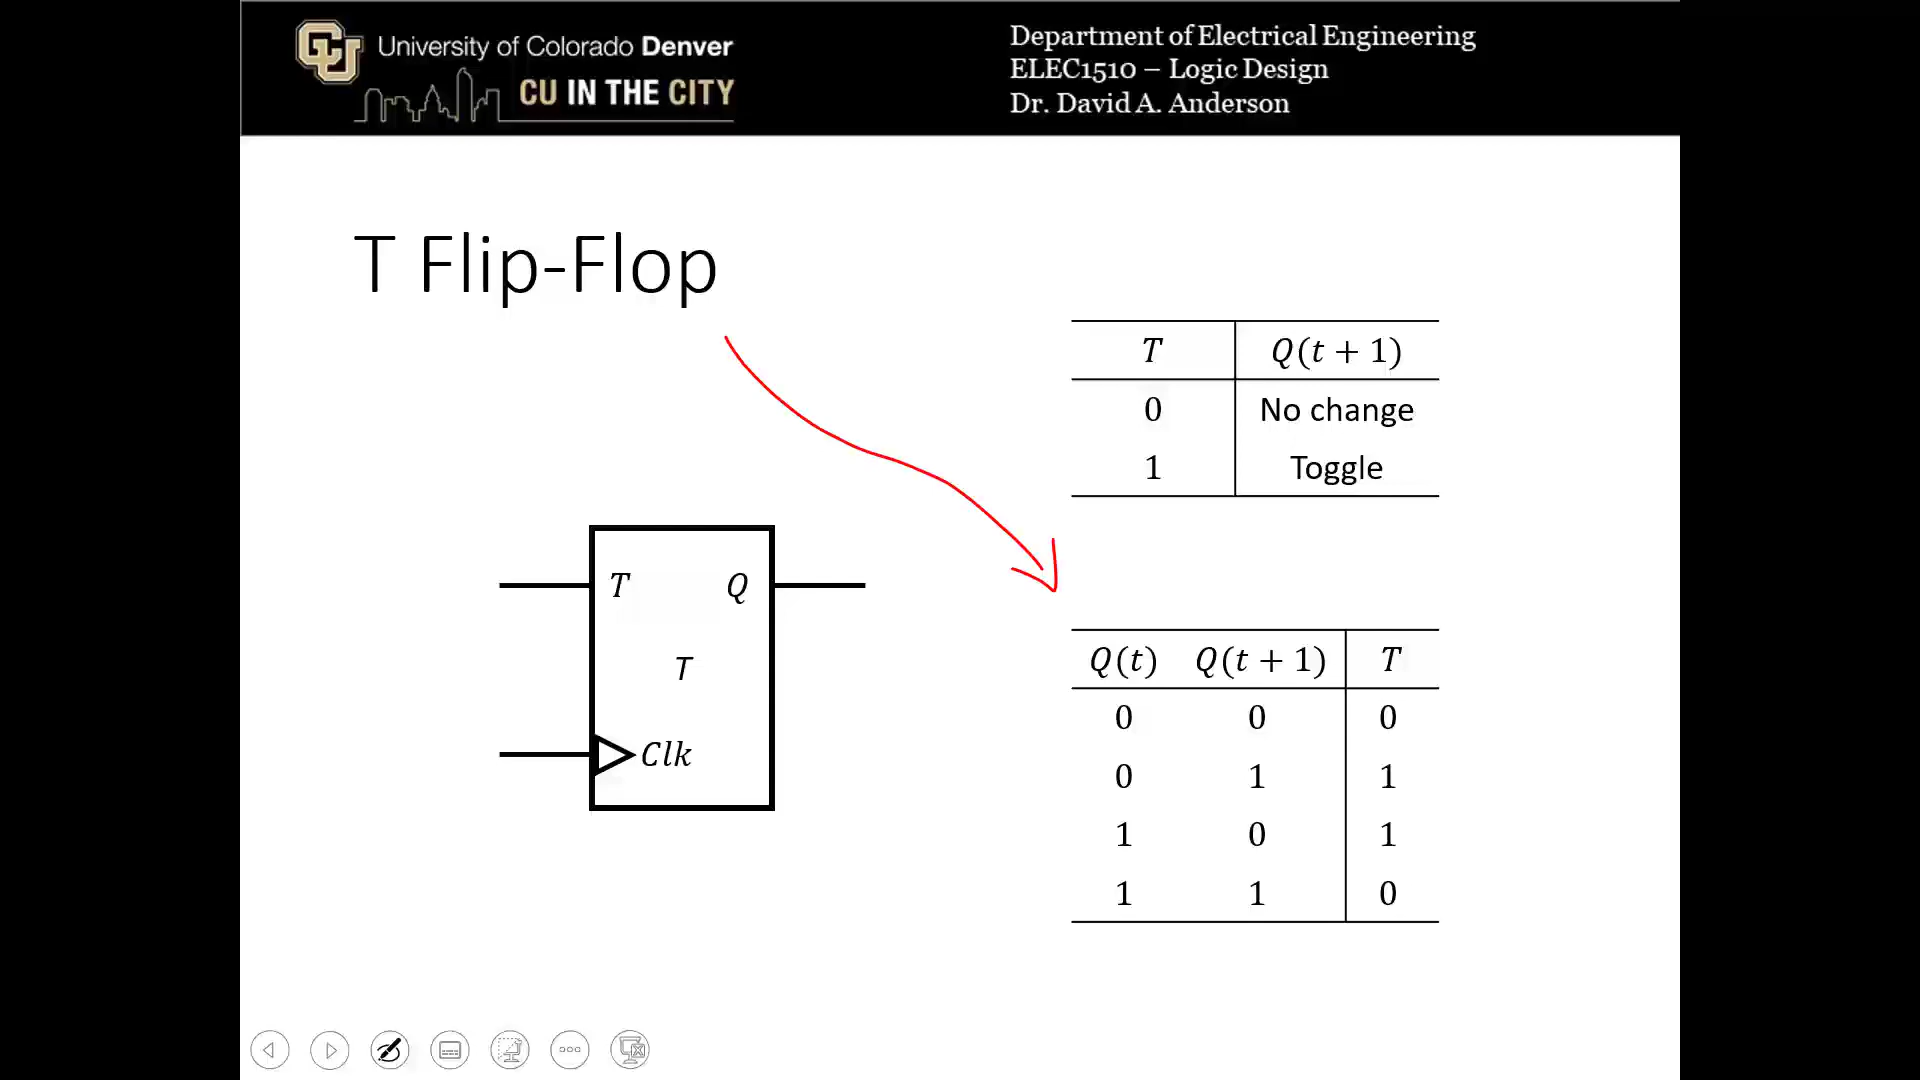 University of Colorado Denver
CU IN THE CITY
Department of Electrical Engineering
ELEC1510 – Logic Design
Dr. David A. Anderson
T Flip-Flop
T Q(t + 1)
0 No change
1 Toggle
T Q
T
Clk
Q(t) Q(t + 1) T
0 0 0
0 1 1
1 0 1
1 1 0